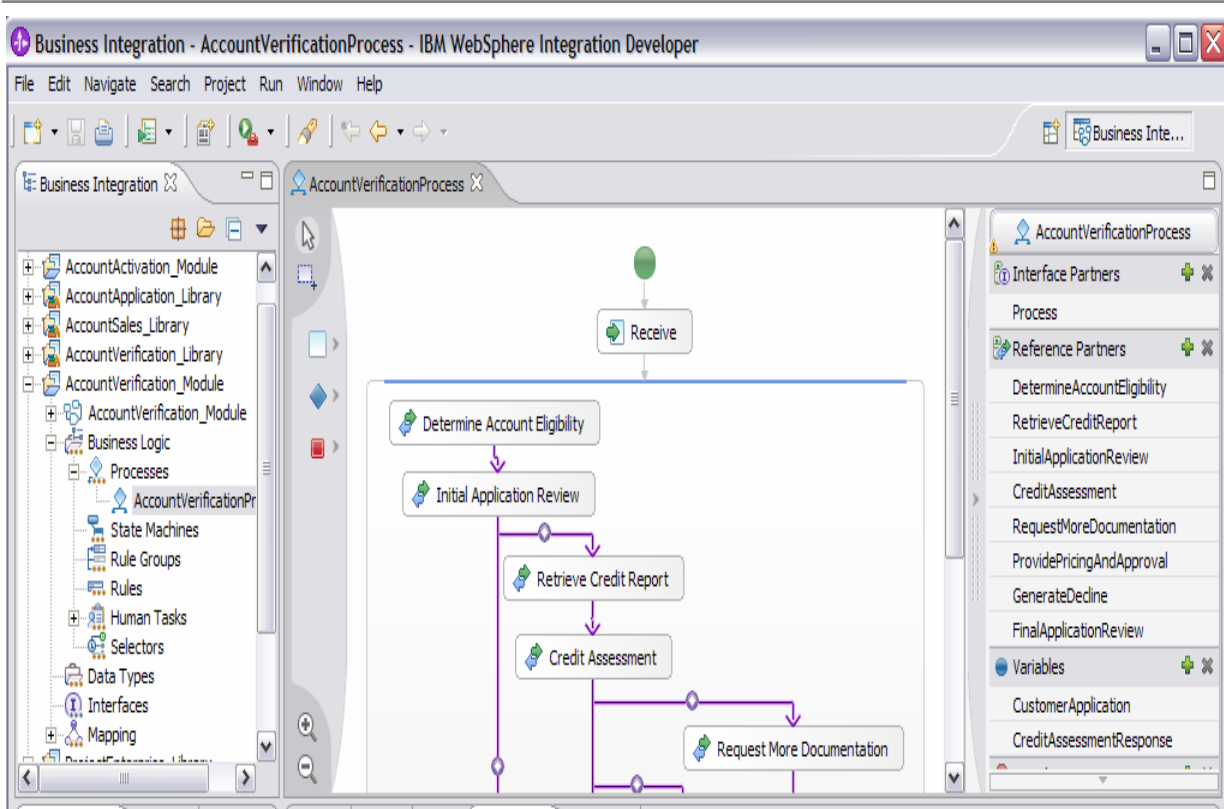 Business Integration - AccountVerificationProcess - IBM WebSphere Integration Developer
File Edit Navigate Search Project Run Window Help
Business Inte...
Business Integration
AccountActivation_Module
AccountApplication_Library
AccountSales_Library
AccountVerification_Library
AccountVerification_Module
AccountVerification_Module
Business Logic
Processes
AccountVerificationPr
State Machines
Rule Groups
Rules
Human Tasks
Selectors
Data Types
Interfaces
Mapping
AccountVerificationProcess
Receive
Determine Account Eligibility
Initial Application Review
Retrieve Credit Report
Credit Assessment
Request More Documentation
AccountVerificationProcess
Interface Partners
Process
Reference Partners
DetermineAccountEligibility
RetrieveCreditReport
InitialApplicationReview
CreditAssessment
RequestMoreDocumentation
ProvidePricingAndApproval
GenerateDecline
FinalApplicationReview
Variables
CustomerApplication
CreditAssessmentResponse